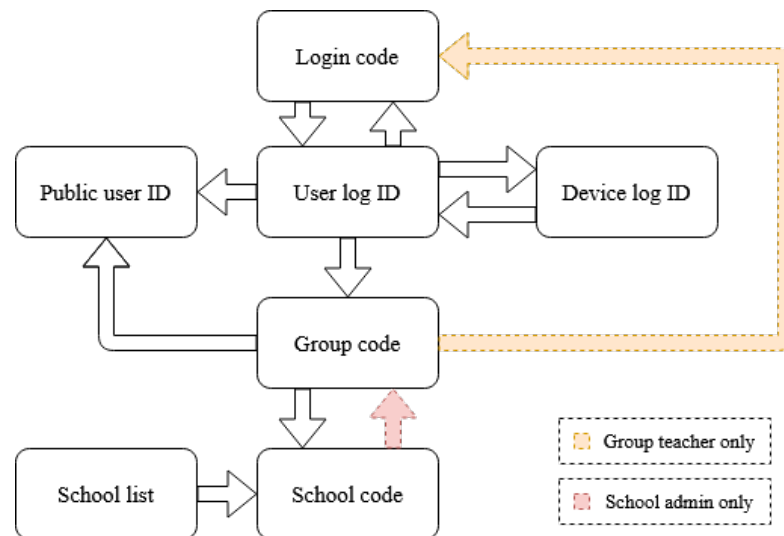 Login code
Public user ID
User log ID
Device log ID
Group code
Group teacher only
School list
School code
School admin only